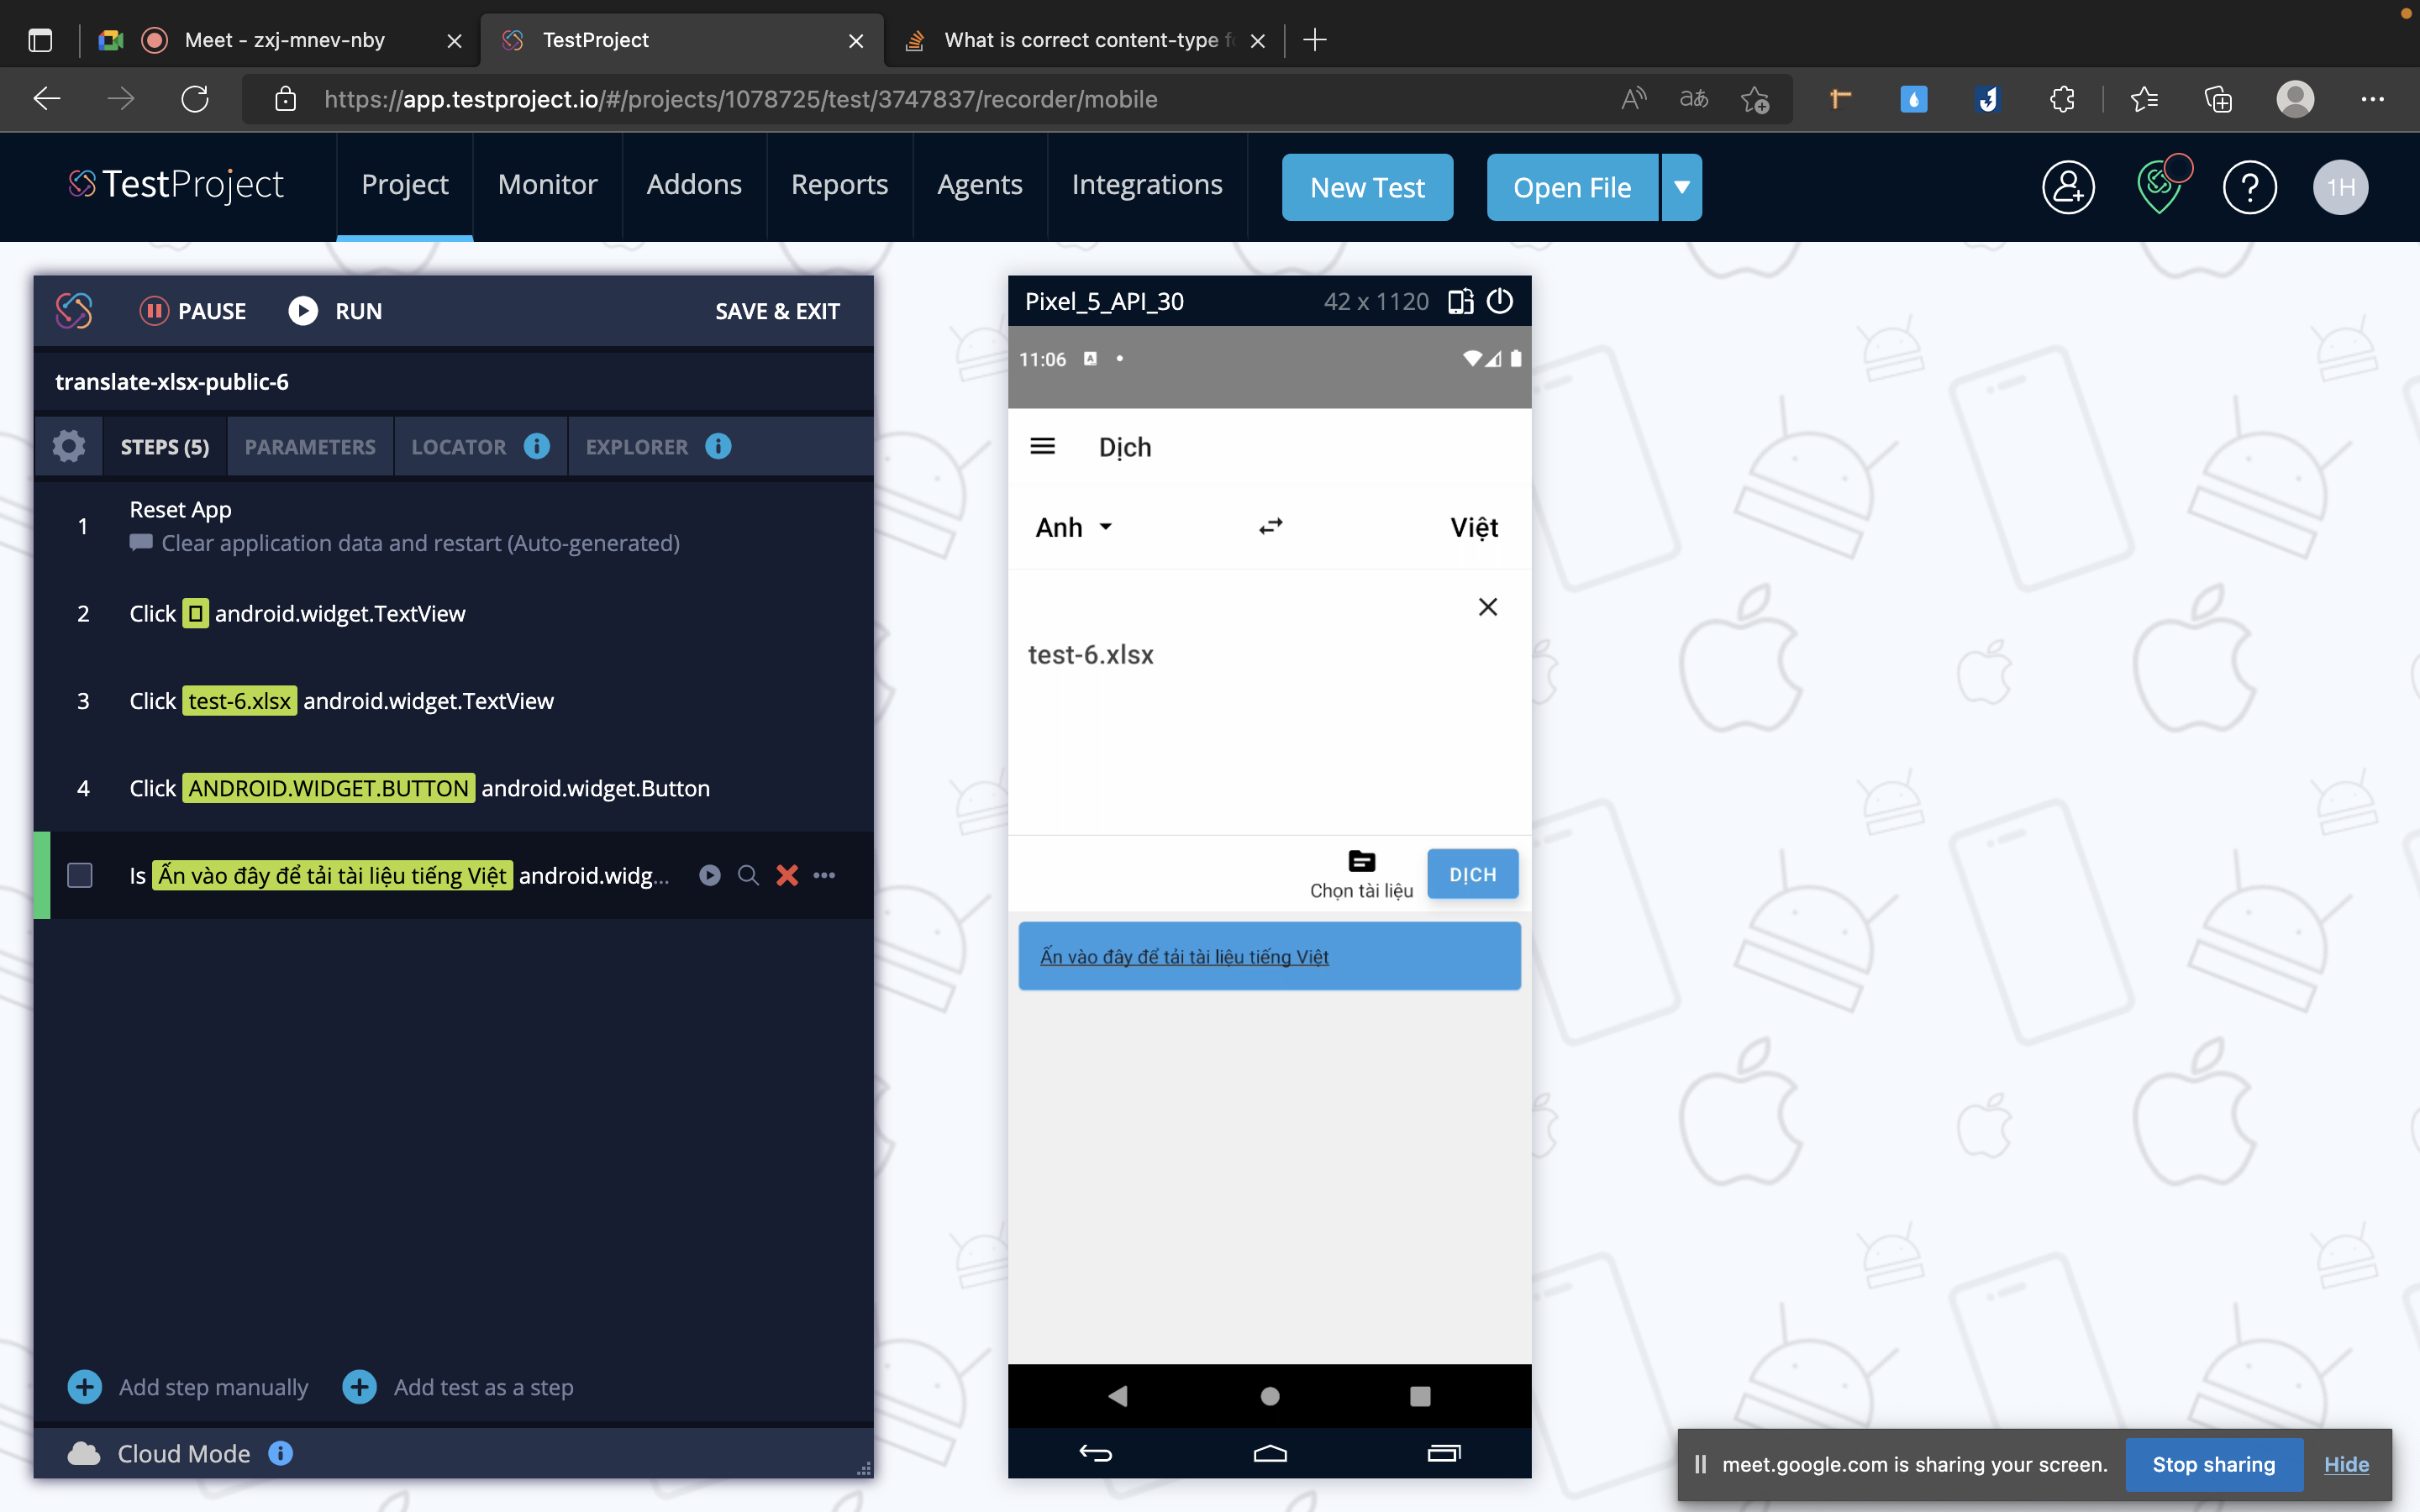 Meet - zxj-mnev-nby
TestProject
What is correct content-type f
https://app.testproject.io/#/projects/1078725/test/3747837/recorder/mobile
TestProject
Project
Monitor
Addons
Reports
Agents
Integrations
New Test
Open File
1H
PAUSE
RUN
SAVE & EXIT
translate-xlsx-public-6
STEPS (5)
PARAMETERS
LOCATOR
EXPLORER
1
Reset App
Clear application data and restart (Auto-generated)
2
Click android.widget.TextView
3
Click test-6.xlsx android.widget.TextView
4
Click ANDROID.WIDGET.BUTTON android.widget.Button
Is Ấn vào đây để tải tài liệu tiếng Việt android.widg...
Add step manually
Add test as a step
Cloud Mode
Pixel_5_API_30
42 x 1120
11:06
Dịch
Anh
Việt
test-6.xlsx
Chọn tài liệu
DỊCH
Ấn vào đây để tải tài liệu tiếng Việt
meet.google.com is sharing your screen.
Stop sharing
Hide